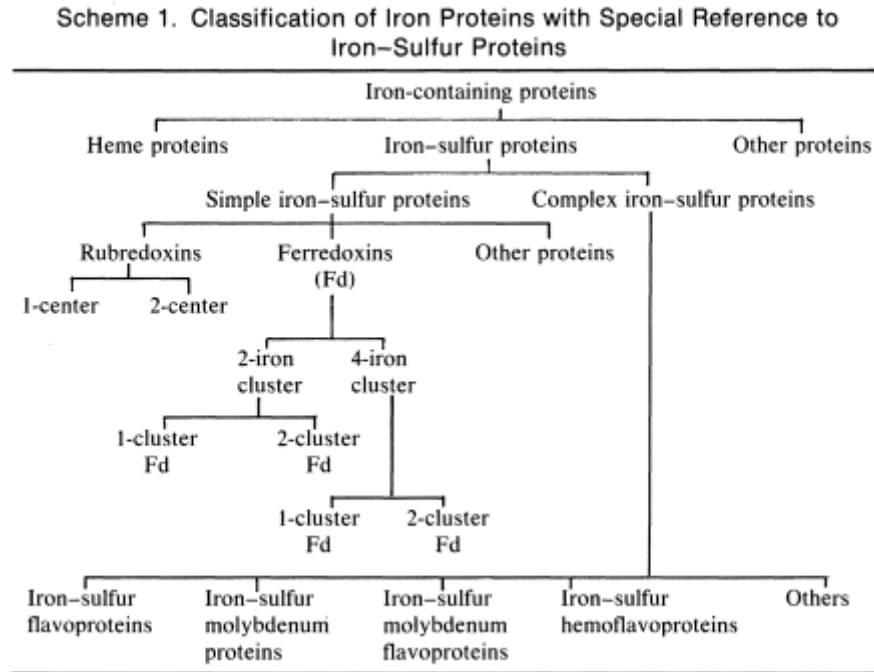 Scheme 1. Classification of Iron Proteins with Special Reference to
Iron–Sulfur Proteins
Iron-containing proteins
Heme proteins Iron–sulfur proteins Other proteins
Simple iron–sulfur proteins Complex iron–sulfur proteins
Rubredoxins Ferredoxins Other proteins
(Fd)
1-center 2-center
2-iron 4-iron
cluster cluster
1-cluster 2-cluster
Fd Fd
1-cluster 2-cluster
Fd Fd
Iron–sulfur Iron–sulfur Iron–sulfur Iron–sulfur Others
flavoproteins molybdenum molybdenum hemoflavoproteins
proteins flavoproteins